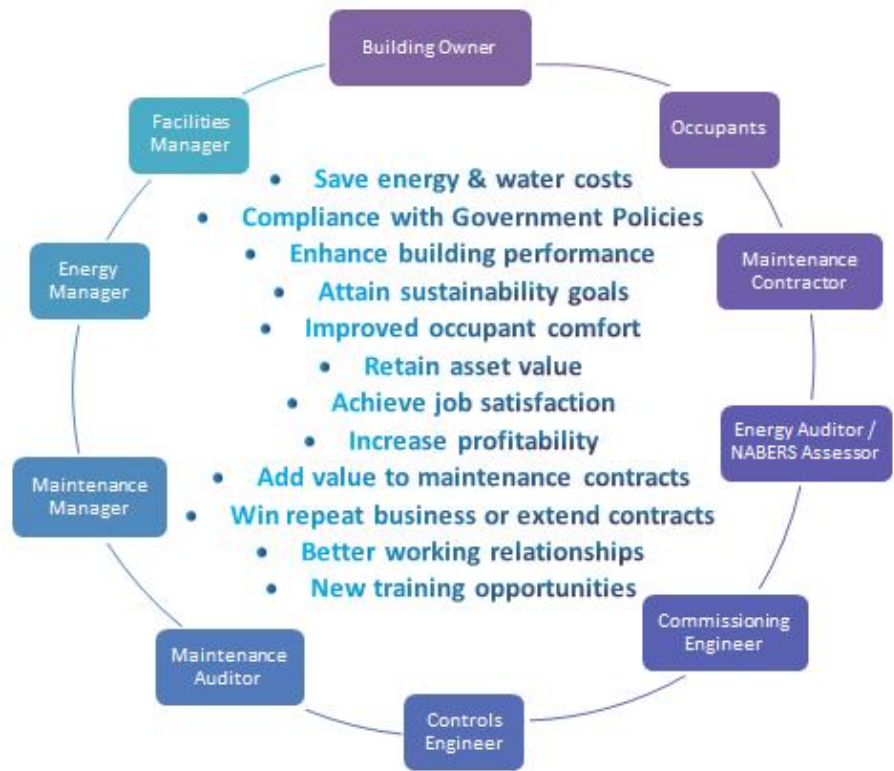 Building Owner
Facilities
Manager
Occupants
• Save energy & water costs
• Compliance with Government Policies
• Enhance building performance
Energy
Manager
Maintenance
Contractor
• Attain sustainability goals
• Improved occupant comfort
• Retain asset value
• Achieve job satisfaction
• Increase profitability
Energy Auditor /
NABERS Assessor
• Add value to maintenance contracts
Maintenance
Manager
• Win repeat business or extend contracts
• Better working relationships
• New training opportunities
Commissioning
Engineer
Maintenance
Auditor
Controls
Engineer